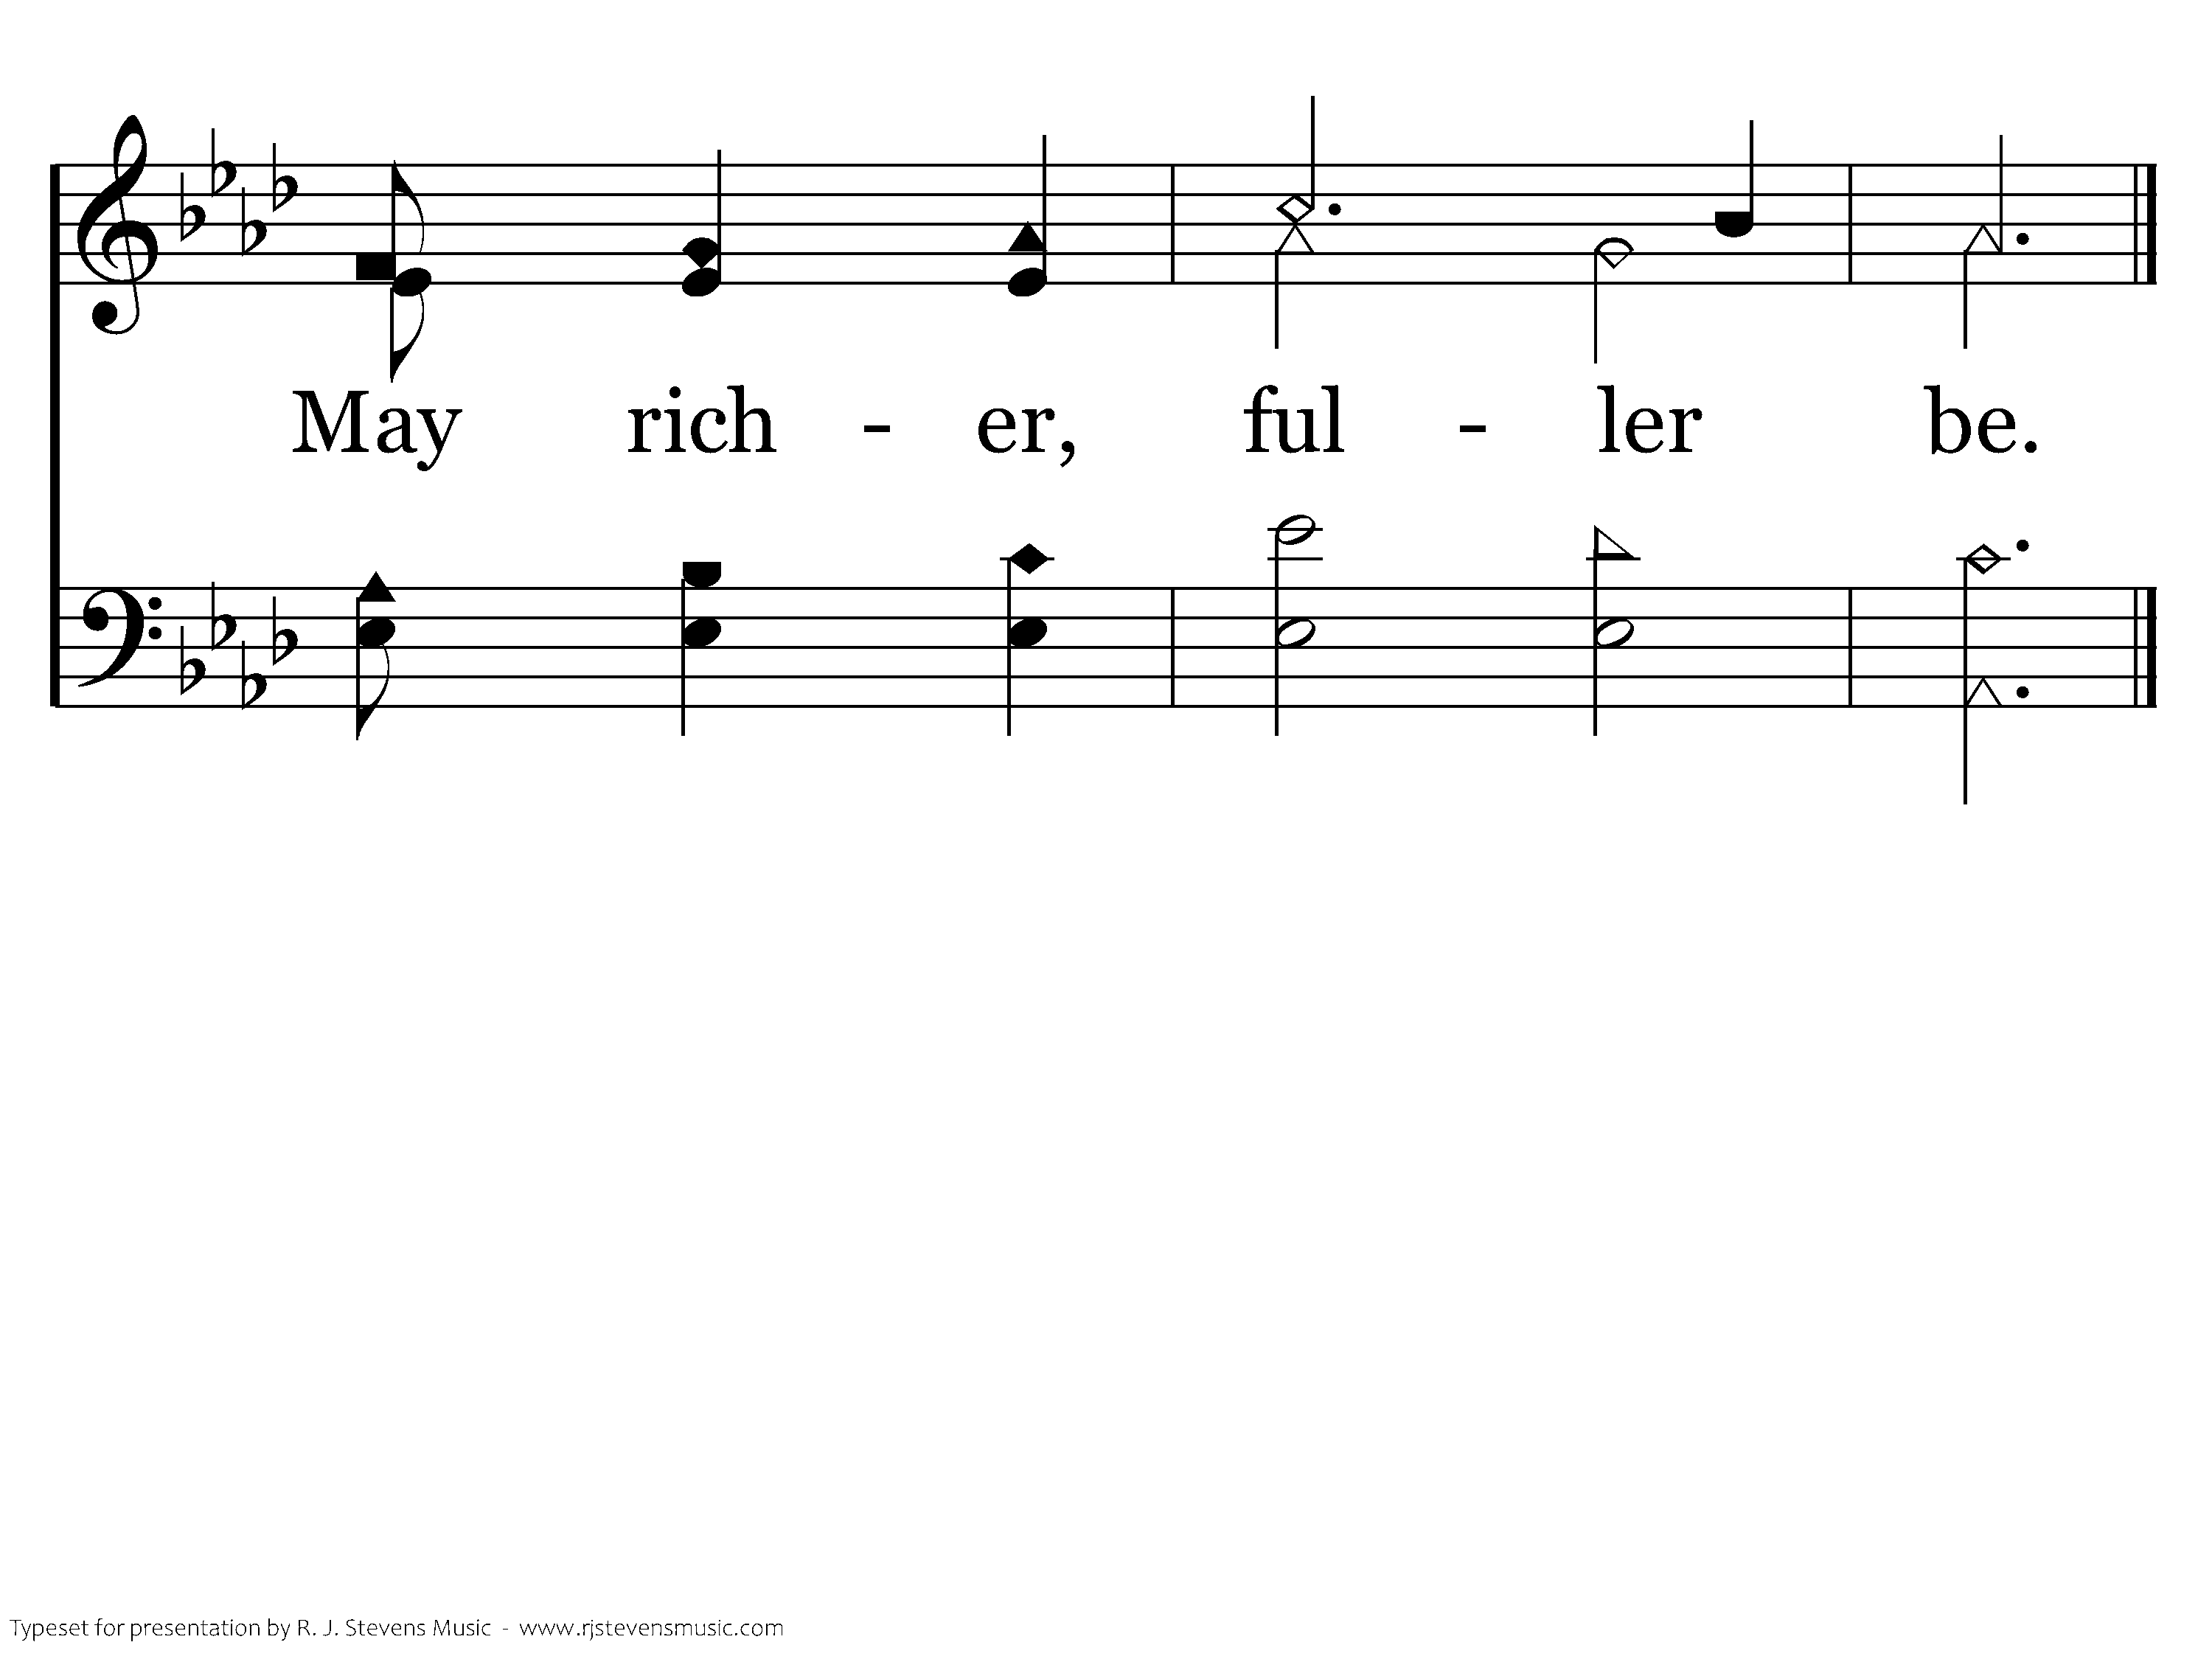 May rich - er, ful - ler be.
Typeset for presentation by R. J. Stevens Music - www.rjstevensmusic.com